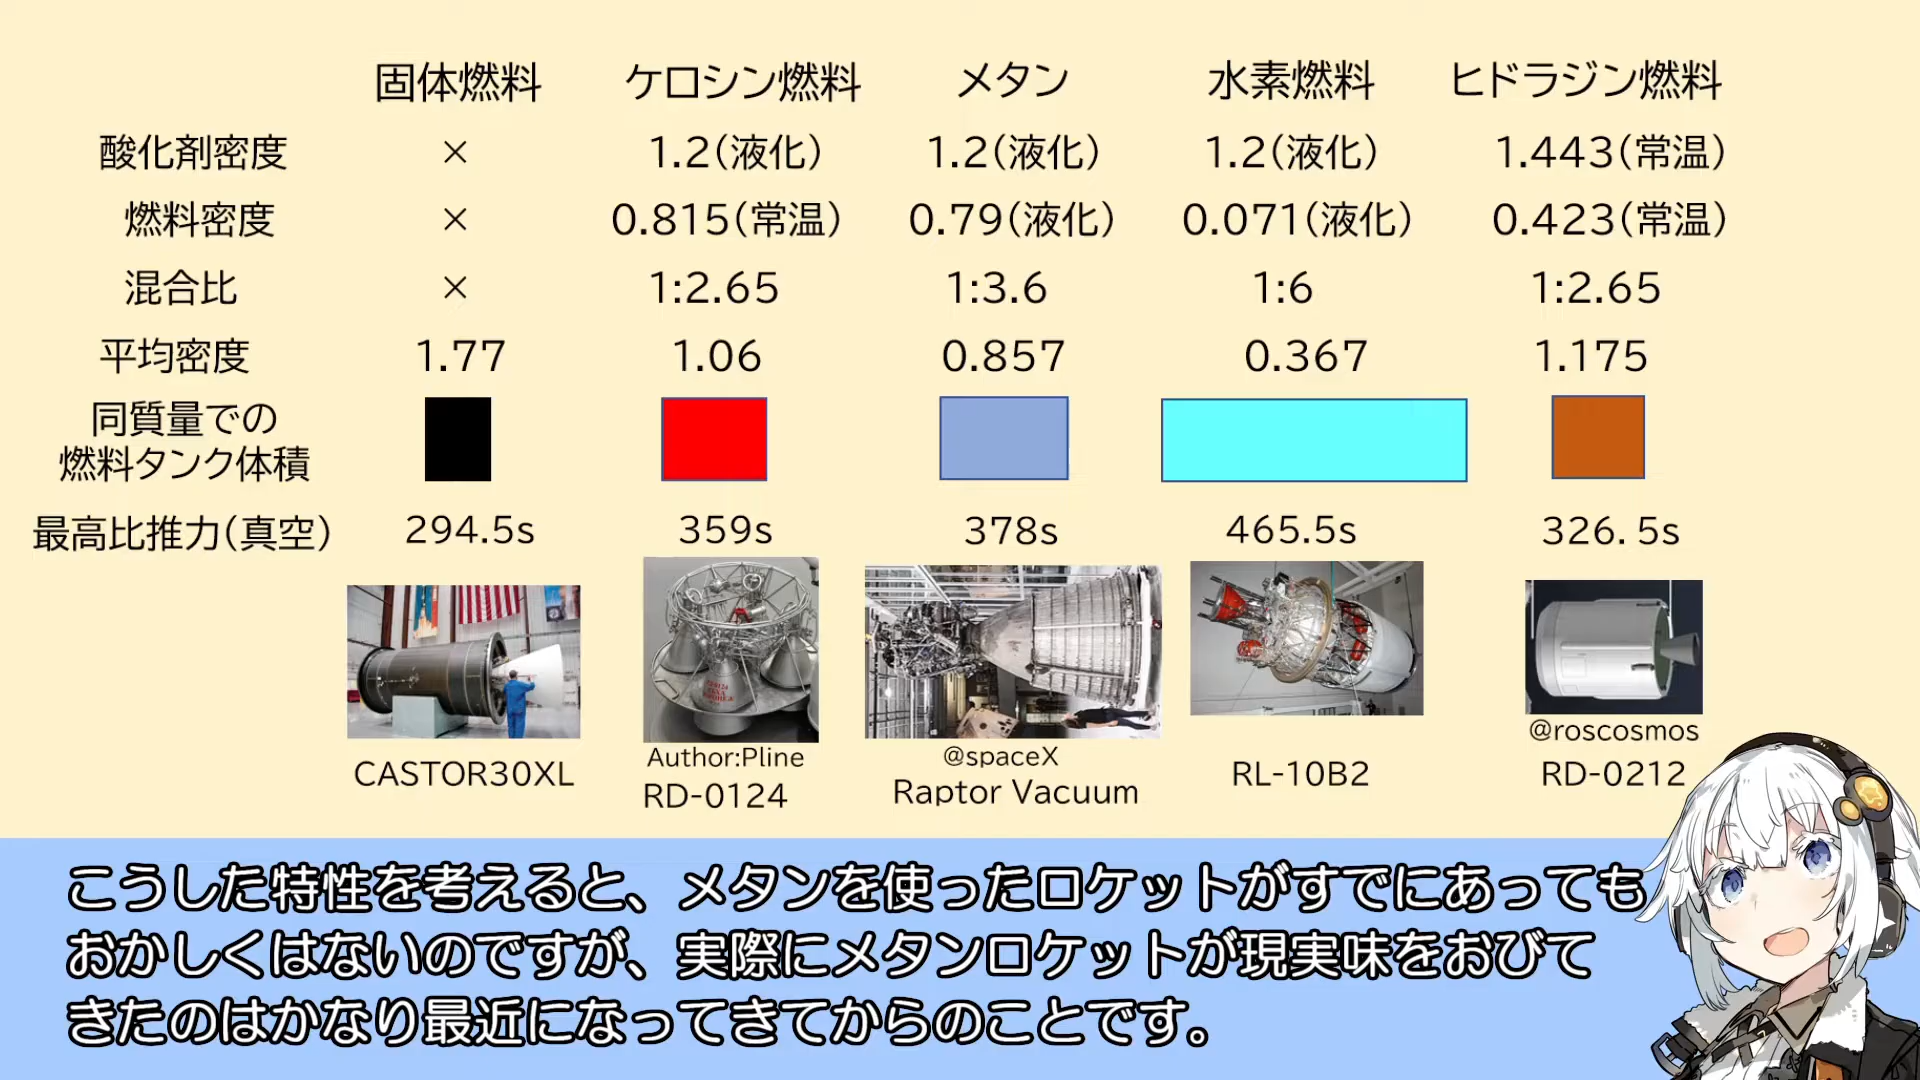 固体燃料 ケロシン燃料 メタン 水素燃料 ヒドラジン燃料
酸化剤密度 × 1.2(液化) 1.2(液化) 1.2(液化) 1.443(常温)
燃料密度 × 0.815(常温) 0.79(液化) 0.071(液化) 0.423(常温)
混合比 × 1:2.65 1:3.6 1:6 1:2.65
平均密度 1.77 1.06 0.857 0.367 1.175
同質量での
燃料タンク体積
最高比推力(真空) 294.5s 359s 378s 465.5s 326.5s
CASTOR30XL
Author:Pline
RD-0124
@spaceX
Raptor Vacuum
RL-10B2
@roscosmos
RD-0212
こうした特性を考えると、メタンを使ったロケットがすでにあっても
おかしくはないのですが、実際にメタンロケットが現実味をおびて
きたのはかなり最近になってきてからのことです。